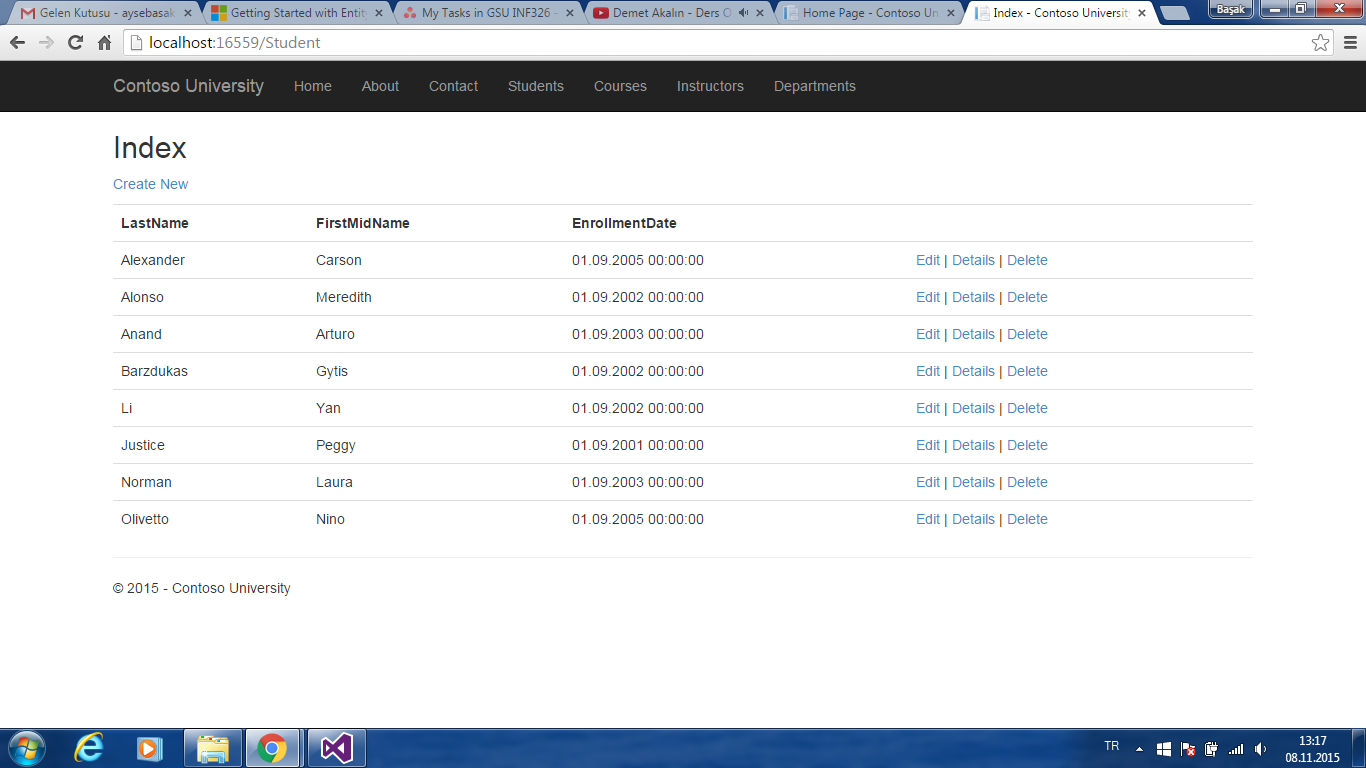 Gelen Kutusu - aysebasak
Getting Started with Entity
My Tasks in GSU INF326 -
Demet Akalın - Ders O
Home Page - Contoso Un
Index - Contoso University
Başak
localhost:16559/Student
Contoso University Home About Contact Students Courses Instructors Departments
Index
Create New
LastName FirstMidName EnrollmentDate
Alexander Carson 01.09.2005 00:00:00 Edit | Details | Delete
Alonso Meredith 01.09.2002 00:00:00 Edit | Details | Delete
Anand Arturo 01.09.2003 00:00:00 Edit | Details | Delete
Barzdukas Gytis 01.09.2002 00:00:00 Edit | Details | Delete
Li Yan 01.09.2002 00:00:00 Edit | Details | Delete
Justice Peggy 01.09.2001 00:00:00 Edit | Details | Delete
Norman Laura 01.09.2003 00:00:00 Edit | Details | Delete
Olivetto Nino 01.09.2005 00:00:00 Edit | Details | Delete
© 2015 - Contoso University
TR
13:17
08.11.2015